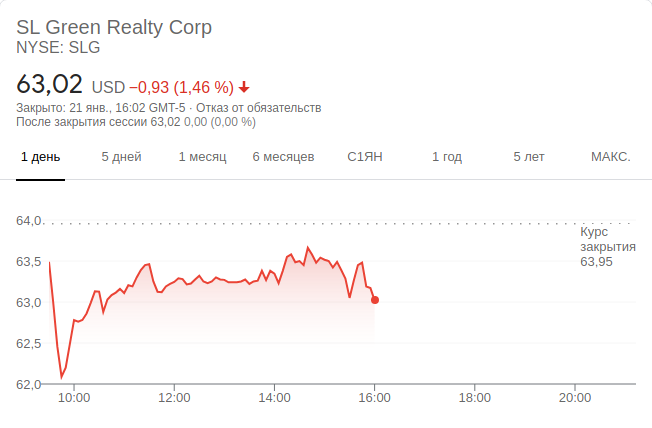 SL Green Realty Corp
NYSE: SLG
63,02 USD −0,93 (1,46 %)
Закрыто: 21 янв., 16:02 GMT-5 · Отказ от обязательств
После закрытия сессии 63,02 0,00 (0,00 %)
1 день 5 дней 1 месяц 6 месяцев С1ЯН 1 год 5 лет МАКС.
64,0
Курс
закрытия
63,95
63,5
63,0
62,5
62,0
10:00 12:00 14:00 16:00 18:00 20:00